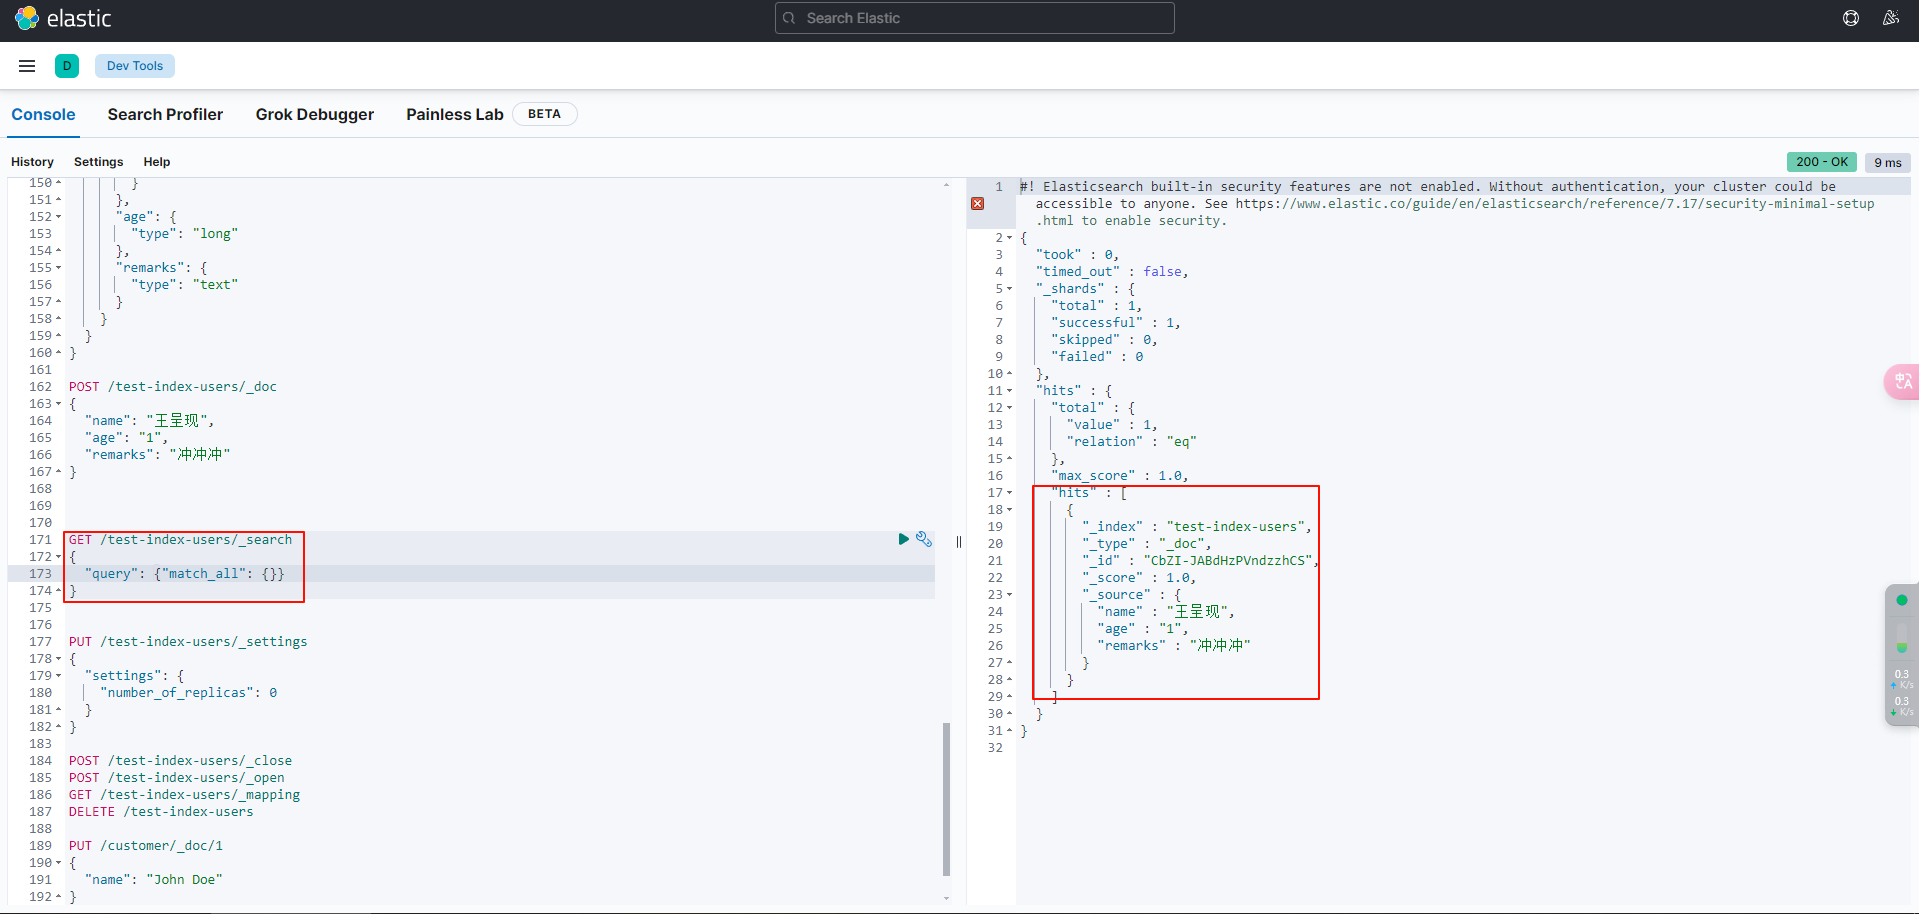 elastic
Search Elastic
D
Dev Tools
Console
Search Profiler
Grok Debugger
Painless Lab
BETA
History
Settings
Help
200 - OK
9 ms
150 }
151 },
152 "age": {
153 "type": "long"
154 },
155 "remarks": {
156 "type": "text"
157 }
158 }
159 }
160 }
161
162 POST /test-index-users/_doc
163 {
164 "name": "王呈现",
165 "age": "1",
166 "remarks": "冲冲冲"
167 }
168
169
170
171 GET /test-index-users/_search
172 {
173 "query": {"match_all": {}}
174 }
175
176
177 PUT /test-index-users/_settings
178 {
179 "settings": {
180 "number_of_replicas": 0
181 }
182 }
183
184 POST /test-index-users/_close
185 POST /test-index-users/_open
186 GET /test-index-users/_mapping
187 DELETE /test-index-users
188
189 PUT /customer/_doc/1
190 {
191 "name": "John Doe"
192 }
1 #! Elasticsearch built-in security features are not enabled. Without authentication, your cluster could be
accessible to anyone. See https://www.elastic.co/guide/en/elasticsearch/reference/7.17/security-minimal-setup
.html to enable security.
2 {
3 "took" : 0,
4 "timed_out" : false,
5 "_shards" : {
6 "total" : 1,
7 "successful" : 1,
8 "skipped" : 0,
9 "failed" : 0
10 },
11 "hits" : {
12 "total" : {
13 "value" : 1,
14 "relation" : "eq"
15 },
16 "max_score" : 1.0,
17 "hits" : [
18 {
19 "_index" : "test-index-users",
20 "_type" : "_doc",
21 "_id" : "CbZI-JABdHzPVndzzhCS",
22 "_score" : 1.0,
23 "_source" : {
24 "name" : "王呈现",
25 "age" : "1",
26 "remarks" : "冲冲冲"
27 }
28 }
29 ]
30 }
31 }
32
中A
0.3
K/s
0.3
K/s